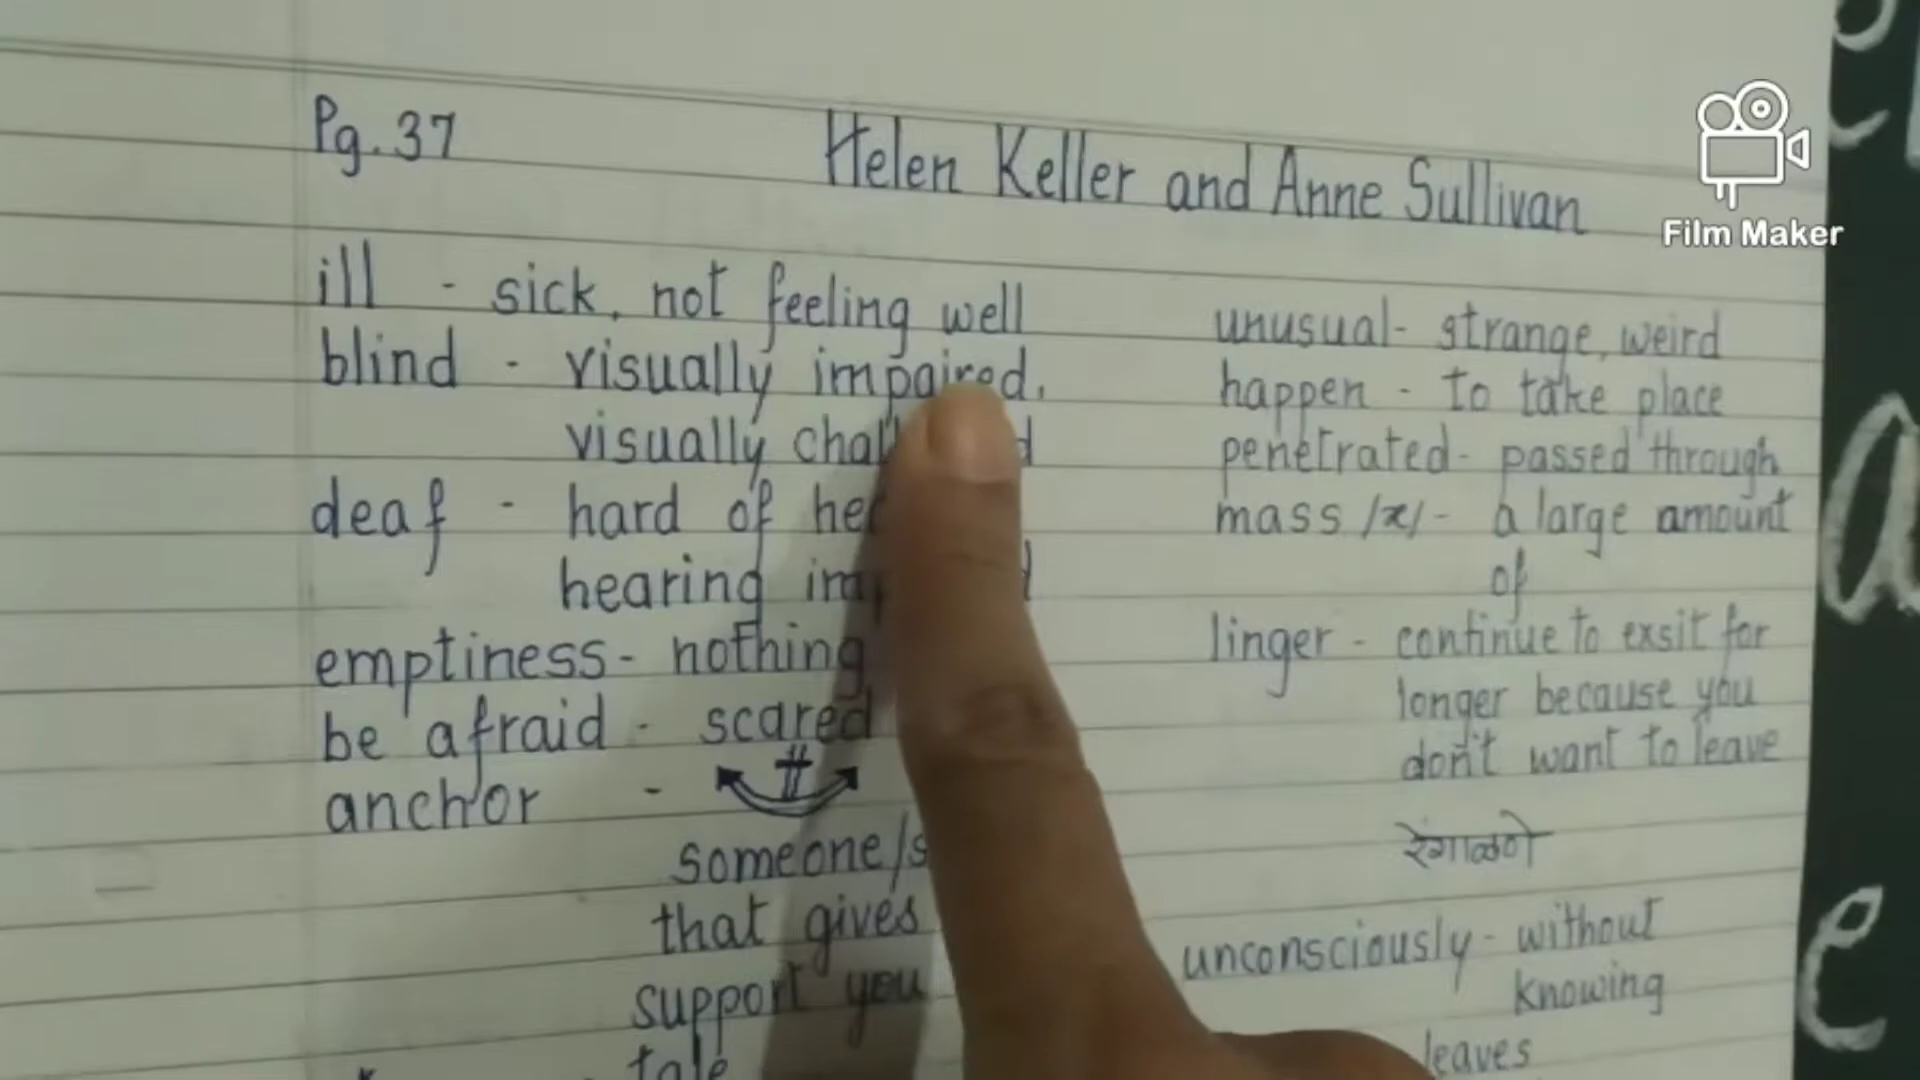 Pg. 37
Helen Keller and Anne Sullivan
ill - sick, not feeling well
blind - visually impaired,
visually
deaf - hard of
hearing
emptiness - nothing
be afraid - scared
#
anchor -
someone/
that gives
support you
unusual - strange, weird
happen - to take place
penetrated - passed through
mass /æ/ - a large amount
of
linger - continue to exsit for
longer because you
don't want to leave
रेंगाळणे
unconsciously - without
knowing
leaves
Film Maker
a
e